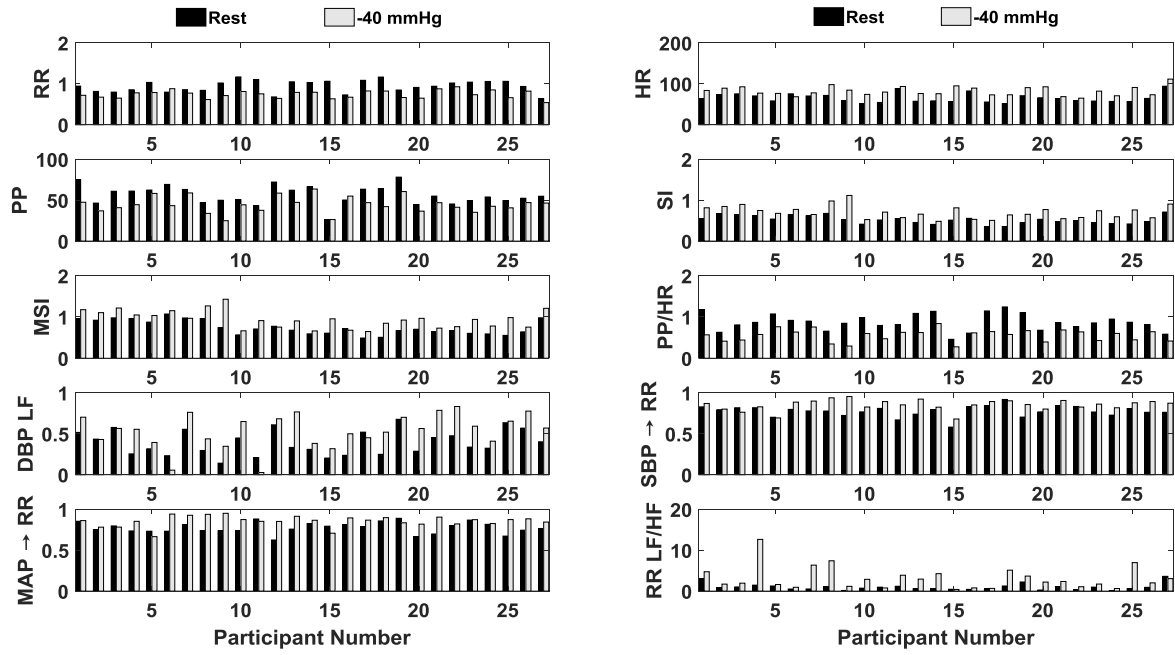 Rest -40 mmHg
RR
2
1
0
5 10 15 20 25
PP
100
50
0
5 10 15 20 25
MSI
2
1
0
5 10 15 20 25
DBP LF
1
0.5
0
5 10 15 20 25
MAP → RR
1
0.5
0
5 10 15 20 25
Participant Number
Rest -40 mmHg
HR
200
100
0
5 10 15 20 25
SI
2
1
0
5 10 15 20 25
PP/HR
2
1
0
5 10 15 20 25
SBP → RR
1
0.5
0
5 10 15 20 25
RR LF/HF
20
10
0
5 10 15 20 25
Participant Number